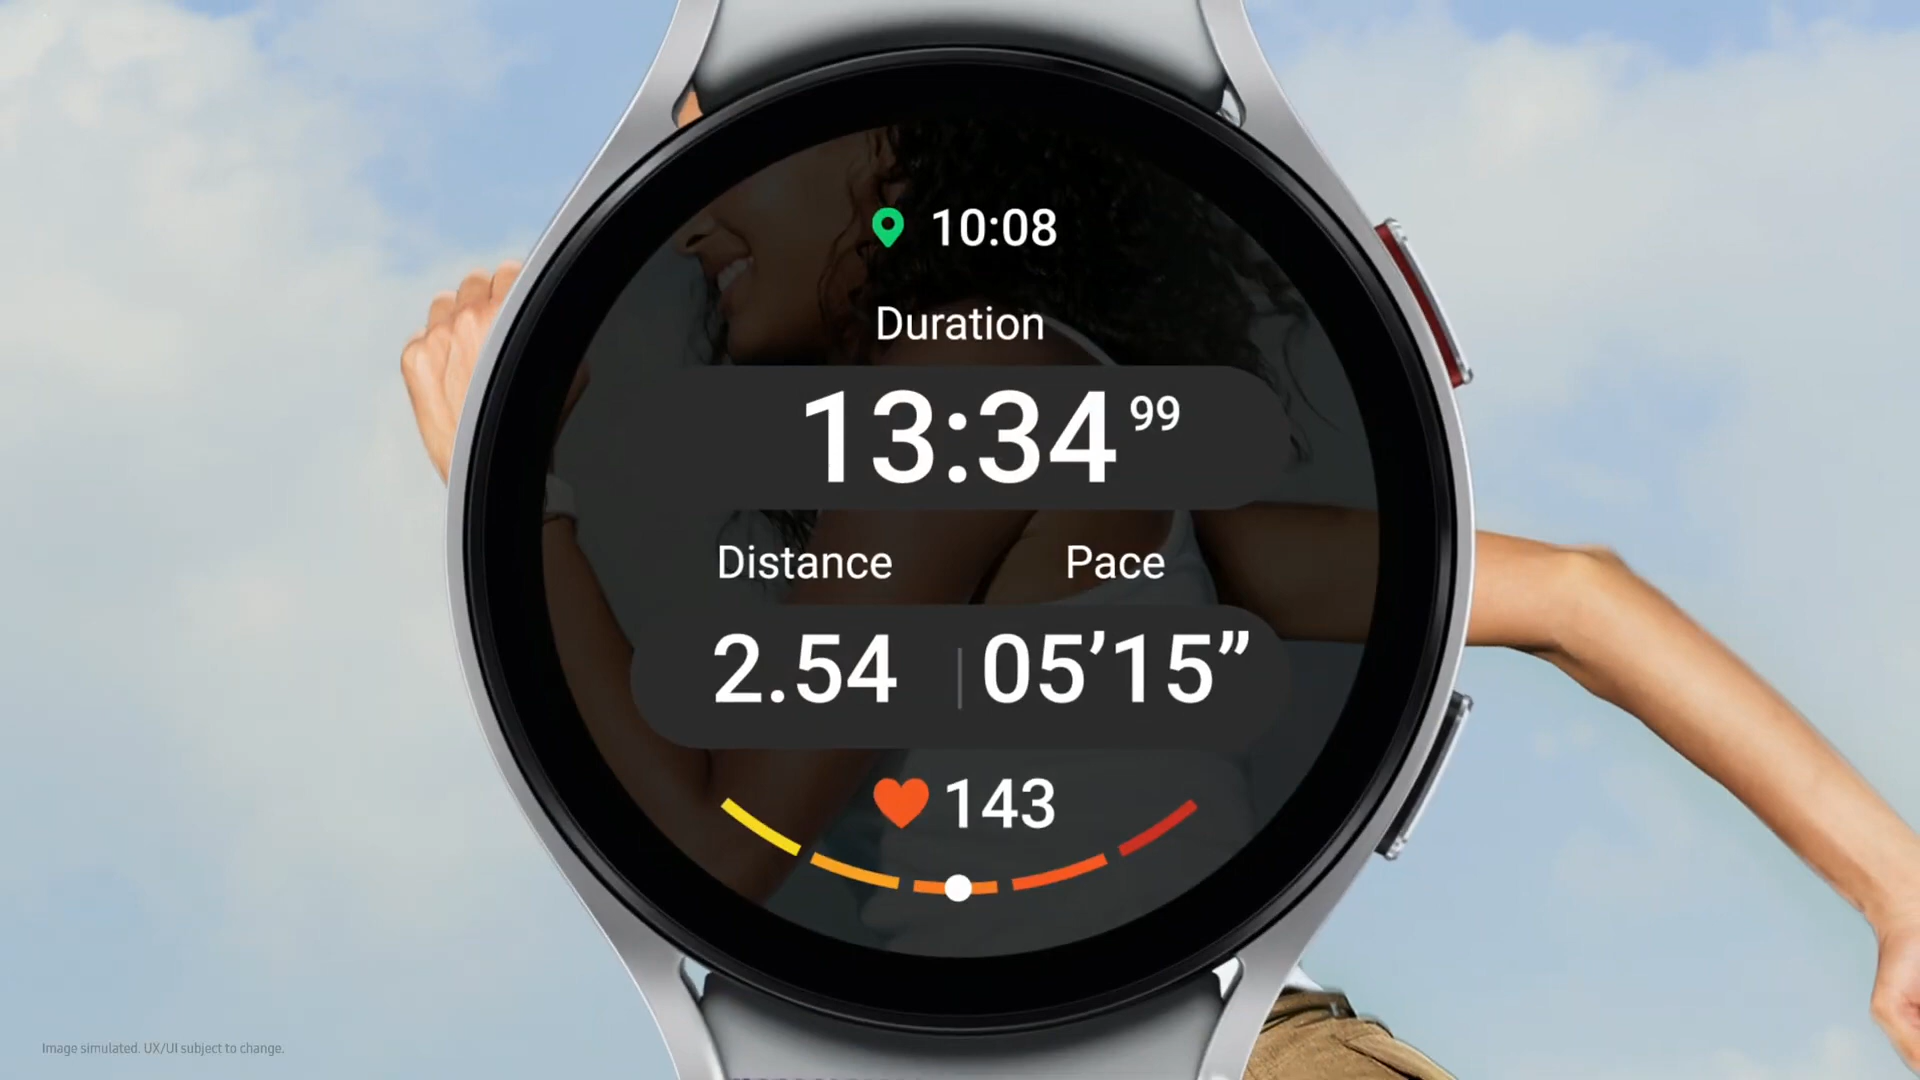 10:08
Duration
13:34 99
Distance Pace
2.54 05’15”
143
Image simulated. UX/UI subject to change.